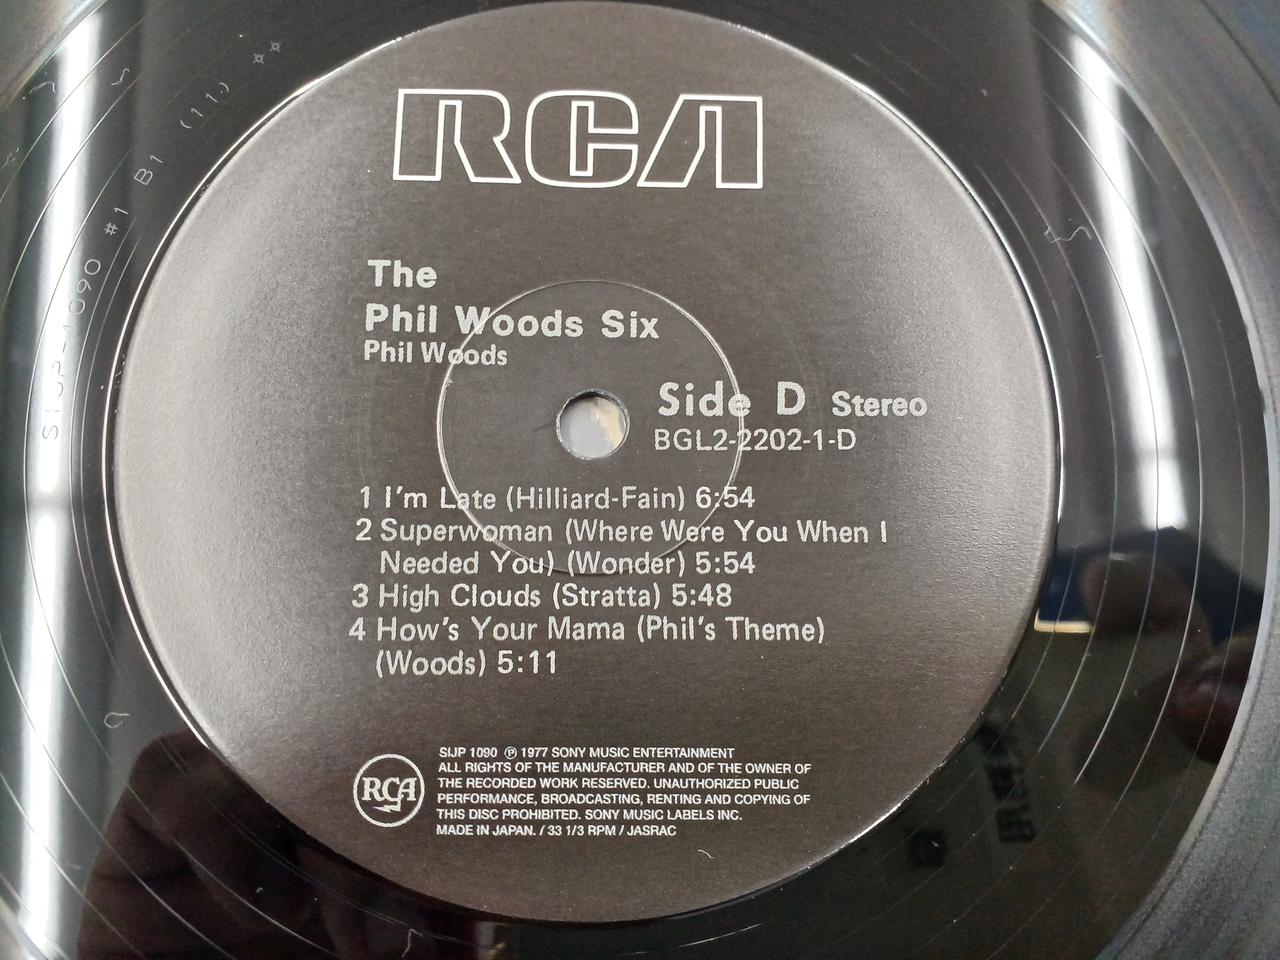 RCA
The
Phil Woods Six
Phil Woods
Side D Stereo
BGL2-2202-1-D
1 I'm Late (Hilliard-Fain) 6:54
2 Superwoman (Where Were You When I
Needed You) (Wonder) 5:54
3 High Clouds (Stratta) 5:48
4 How's Your Mama (Phil's Theme)
(Woods) 5:11
RCA
SIJP 1090 ℗ 1977 SONY MUSIC ENTERTAINMENT
ALL RIGHTS OF THE MANUFACTURER AND OF THE OWNER OF
THE RECORDED WORK RESERVED. UNAUTHORIZED PUBLIC
PERFORMANCE, BROADCASTING, RENTING AND COPYING OF
THIS DISC PROHIBITED. SONY MUSIC LABELS INC.
MADE IN JAPAN. / 33 1/3 RPM / JASRAC
SIJP-1090 #1 B1 (11.)